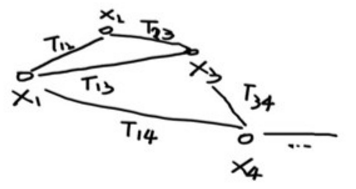 X₂
T₁₂ T₂₃
X₁ T₁₃ X₃
T₁₄ T₃₄
X₄ ...